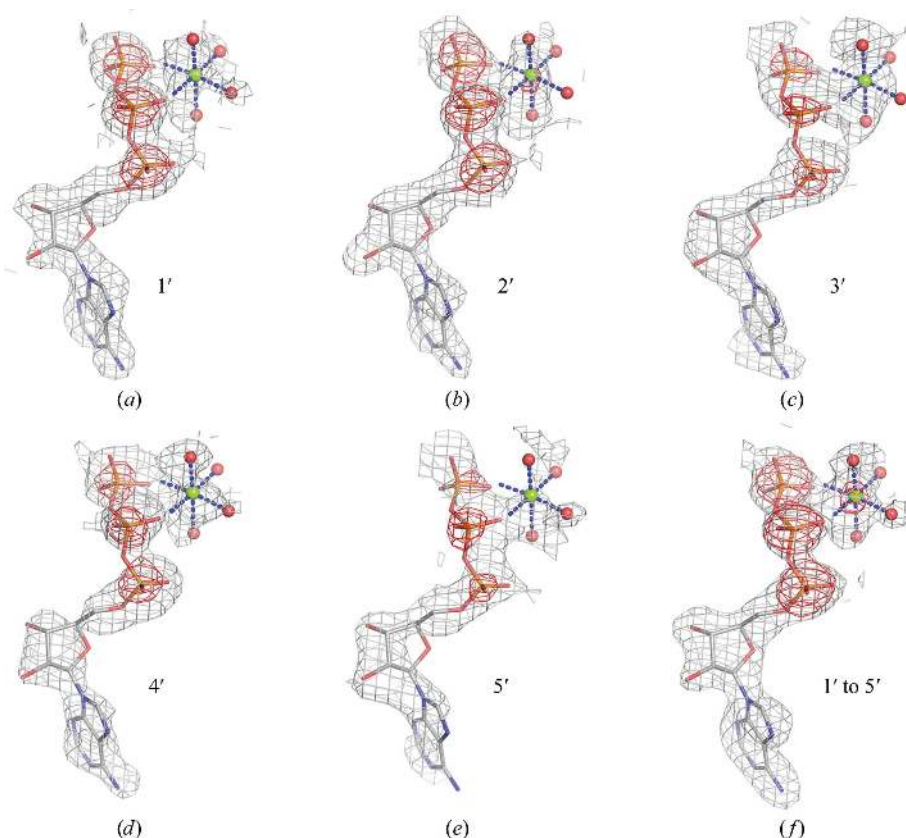 1′ 2′ 3′
(a) (b) (c)
4′ 5′ 1′ to 5′
(d) (e) (f)